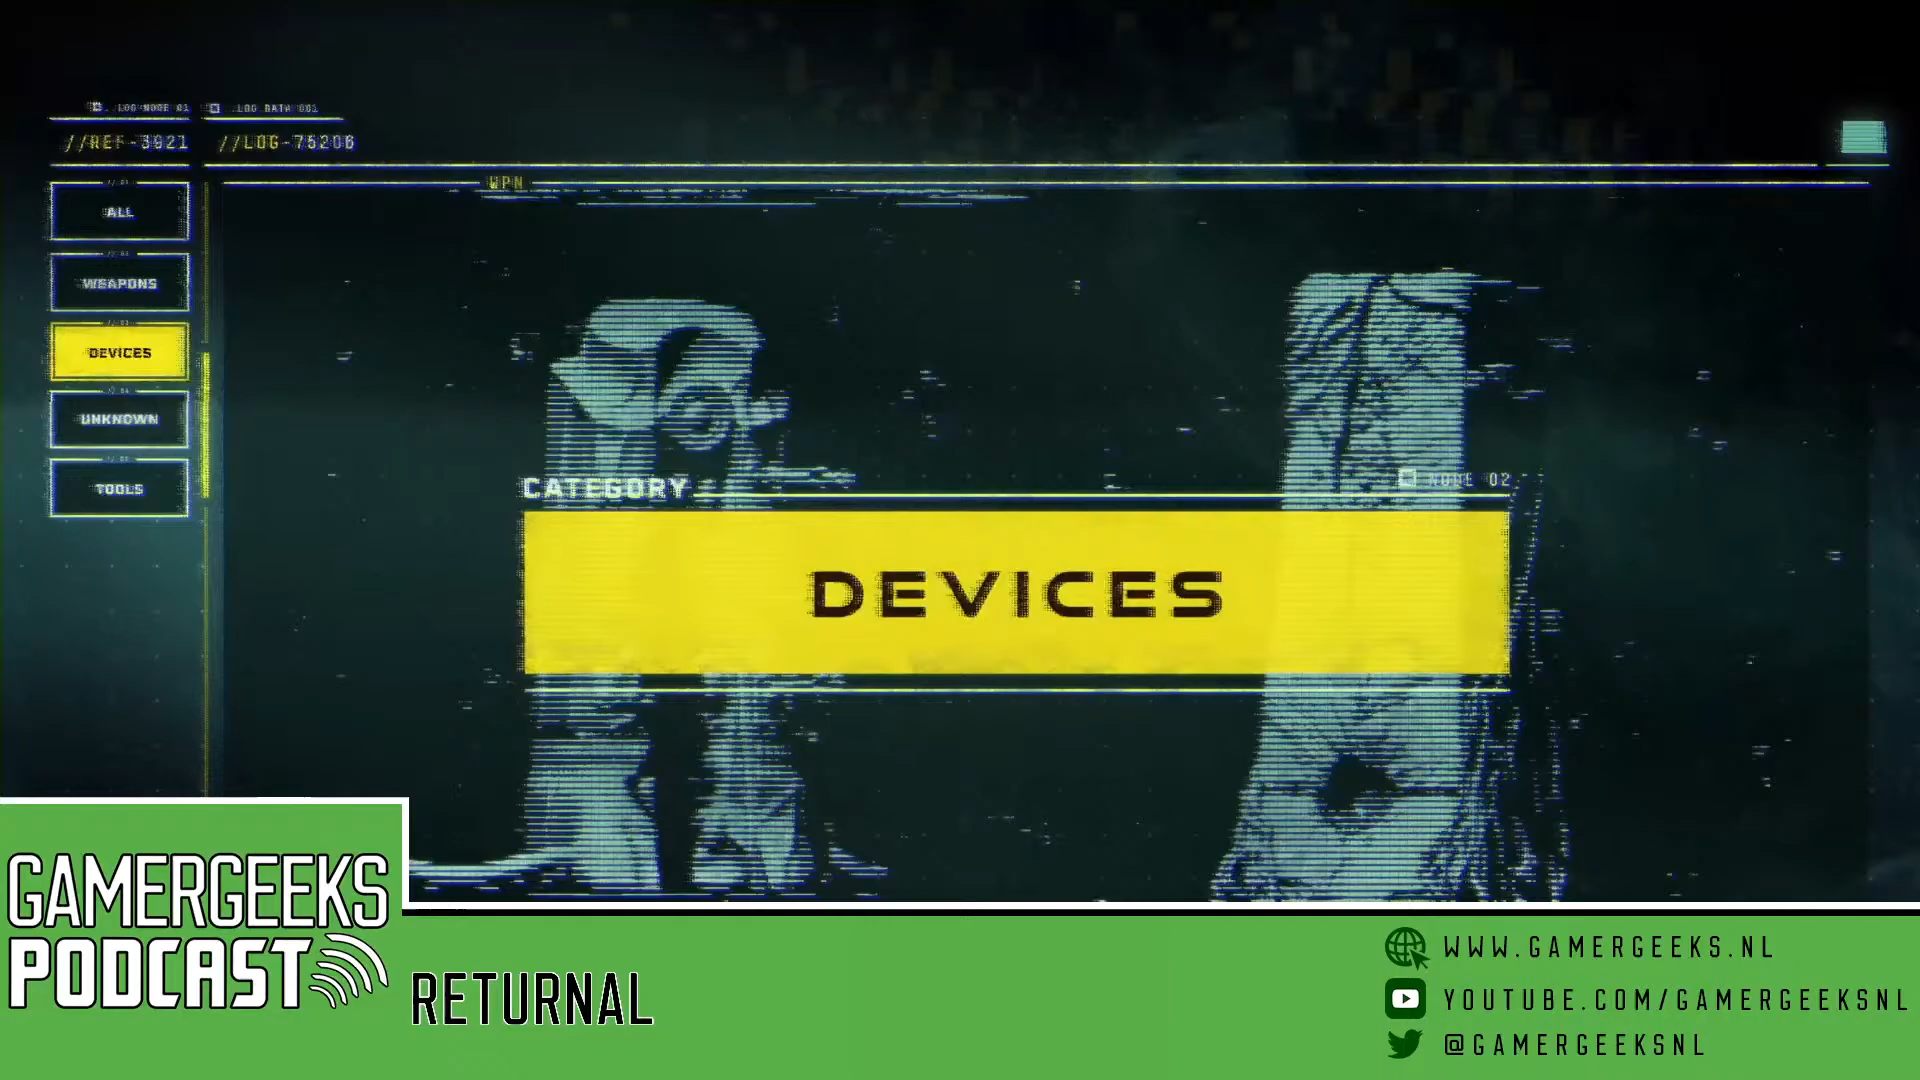 .LOG NODE 01
.LOG DATA 001
//REF-3921
//LOG-75206
WPN
ALL
WEAPONS
DEVICES
UNKNOWN
TOOLS
CATEGORY
NODE 02
DEVICES
GAMERGEEKS
PODCAST
RETURNAL
WWW.GAMERGEEKS.NL
YOUTUBE.COM/GAMERGEEKSNL
@GAMERGEEKSNL